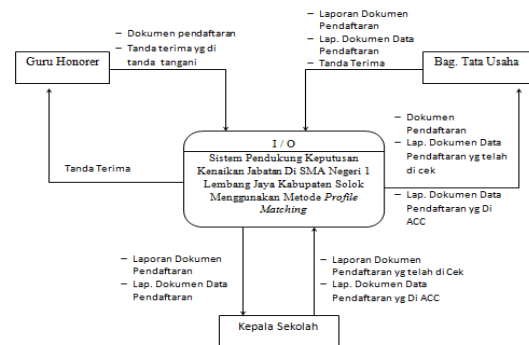 – Dokumen pendaftaran
– Tanda terima yg di
tanda tangani
– Laporan Dokumen
Pendaftaran
– Lap. Dokumen Data
Pendaftaran
– Tanda Terima
Guru Honorer
Bag. Tata Usaha
I / O
Sistem Pendukung Keputusan
Kenaikan Jabatan Di SMA Negeri 1
Lembang Jaya Kabupaten Solok
Menggunakan Metode Profile
Matching
Tanda Terima
– Dokumen
Pendaftaran
– Lap. Dokumen Data
Pendaftaran yg telah
di cek
– Lap. Dokumen Data
Pendaftaran yg Di
ACC
– Laporan Dokumen
Pendaftaran
– Lap. Dokumen Data
Pendaftaran
– Laporan Dokumen
Pendaftaran yg telah di Cek
– Lap. Dokumen Data
Pendaftaran yg Di ACC
Kepala Sekolah